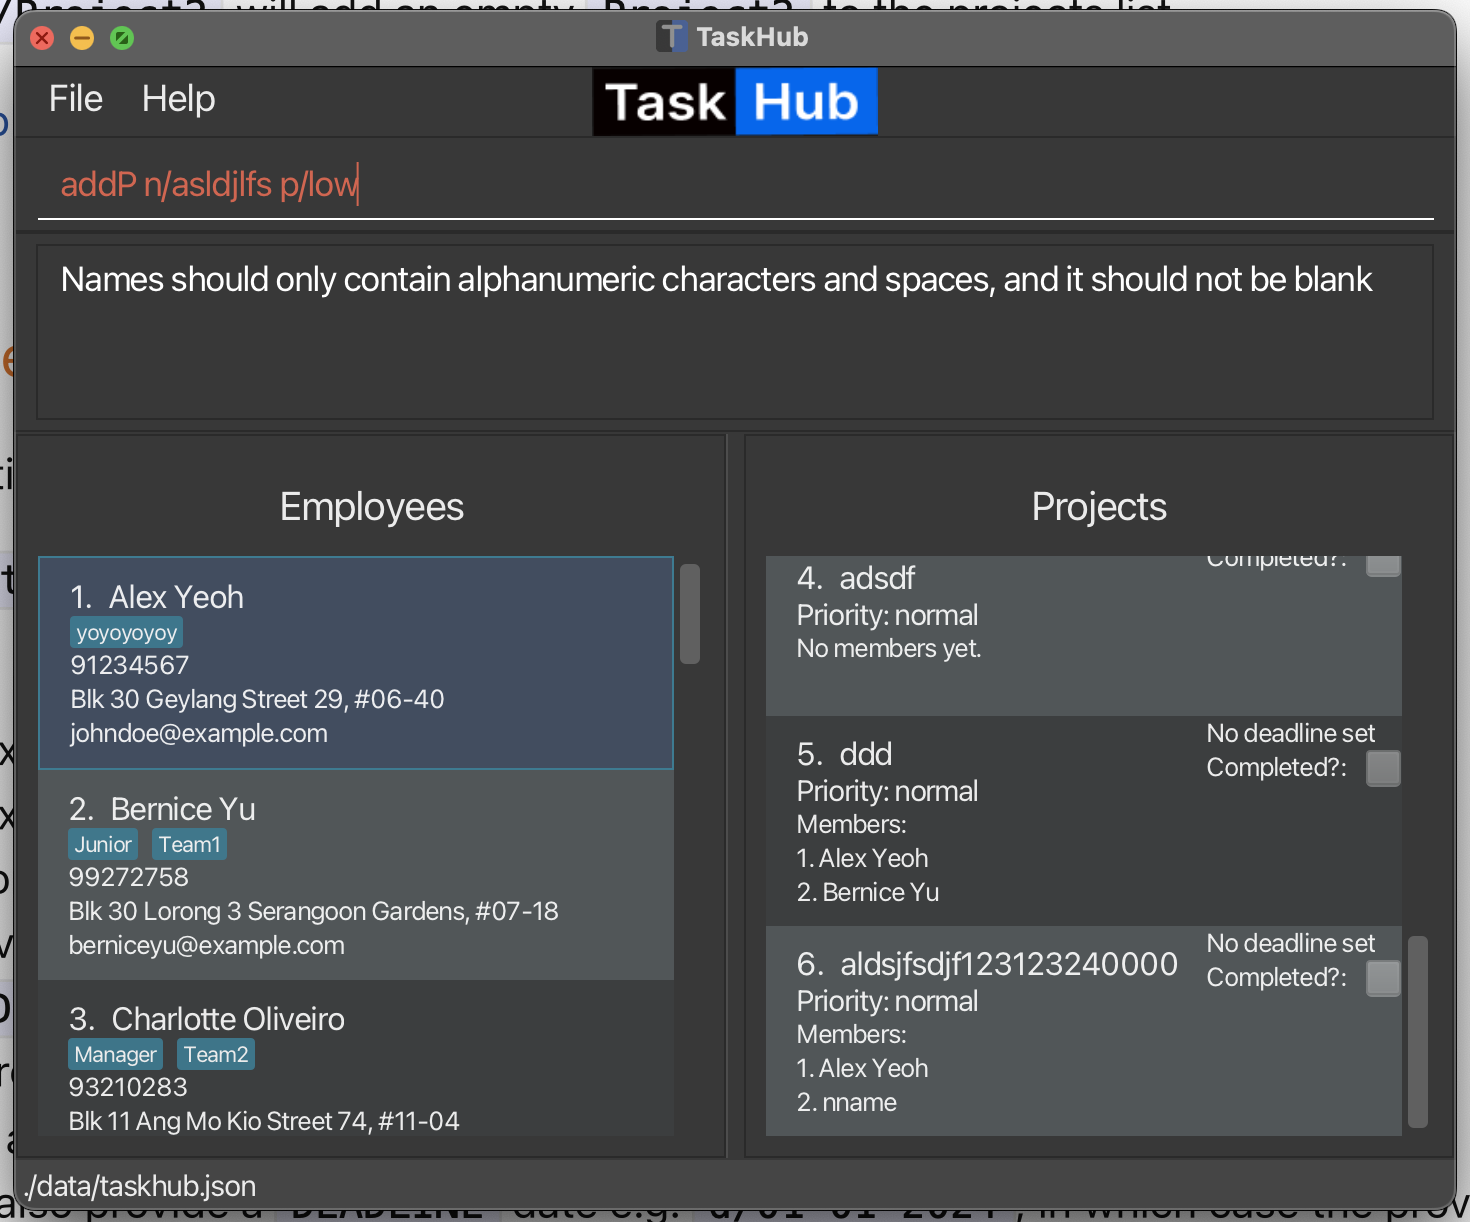 TaskHub
File Help
Task Hub
addP n/asldjlfs p/low
Names should only contain alphanumeric characters and spaces, and it should not be blank
Employees
1. Alex Yeoh
yoyoyoyoy
91234567
Blk 30 Geylang Street 29, #06-40
johndoe@example.com
2. Bernice Yu
Junior Team1
99272758
Blk 30 Lorong 3 Serangoon Gardens, #07-18
berniceyu@example.com
3. Charlotte Oliveiro
Manager Team2
93210283
Blk 11 Ang Mo Kio Street 74, #11-04
Projects
Completed?:
4. adsdf
Priority: normal
No members yet.
No deadline set
5. ddd
Completed?:
Priority: normal
Members:
1. Alex Yeoh
2. Bernice Yu
No deadline set
6. aldsjfsdjf123123240000
Completed?:
Priority: normal
Members:
1. Alex Yeoh
2. nname
./data/taskhub.json